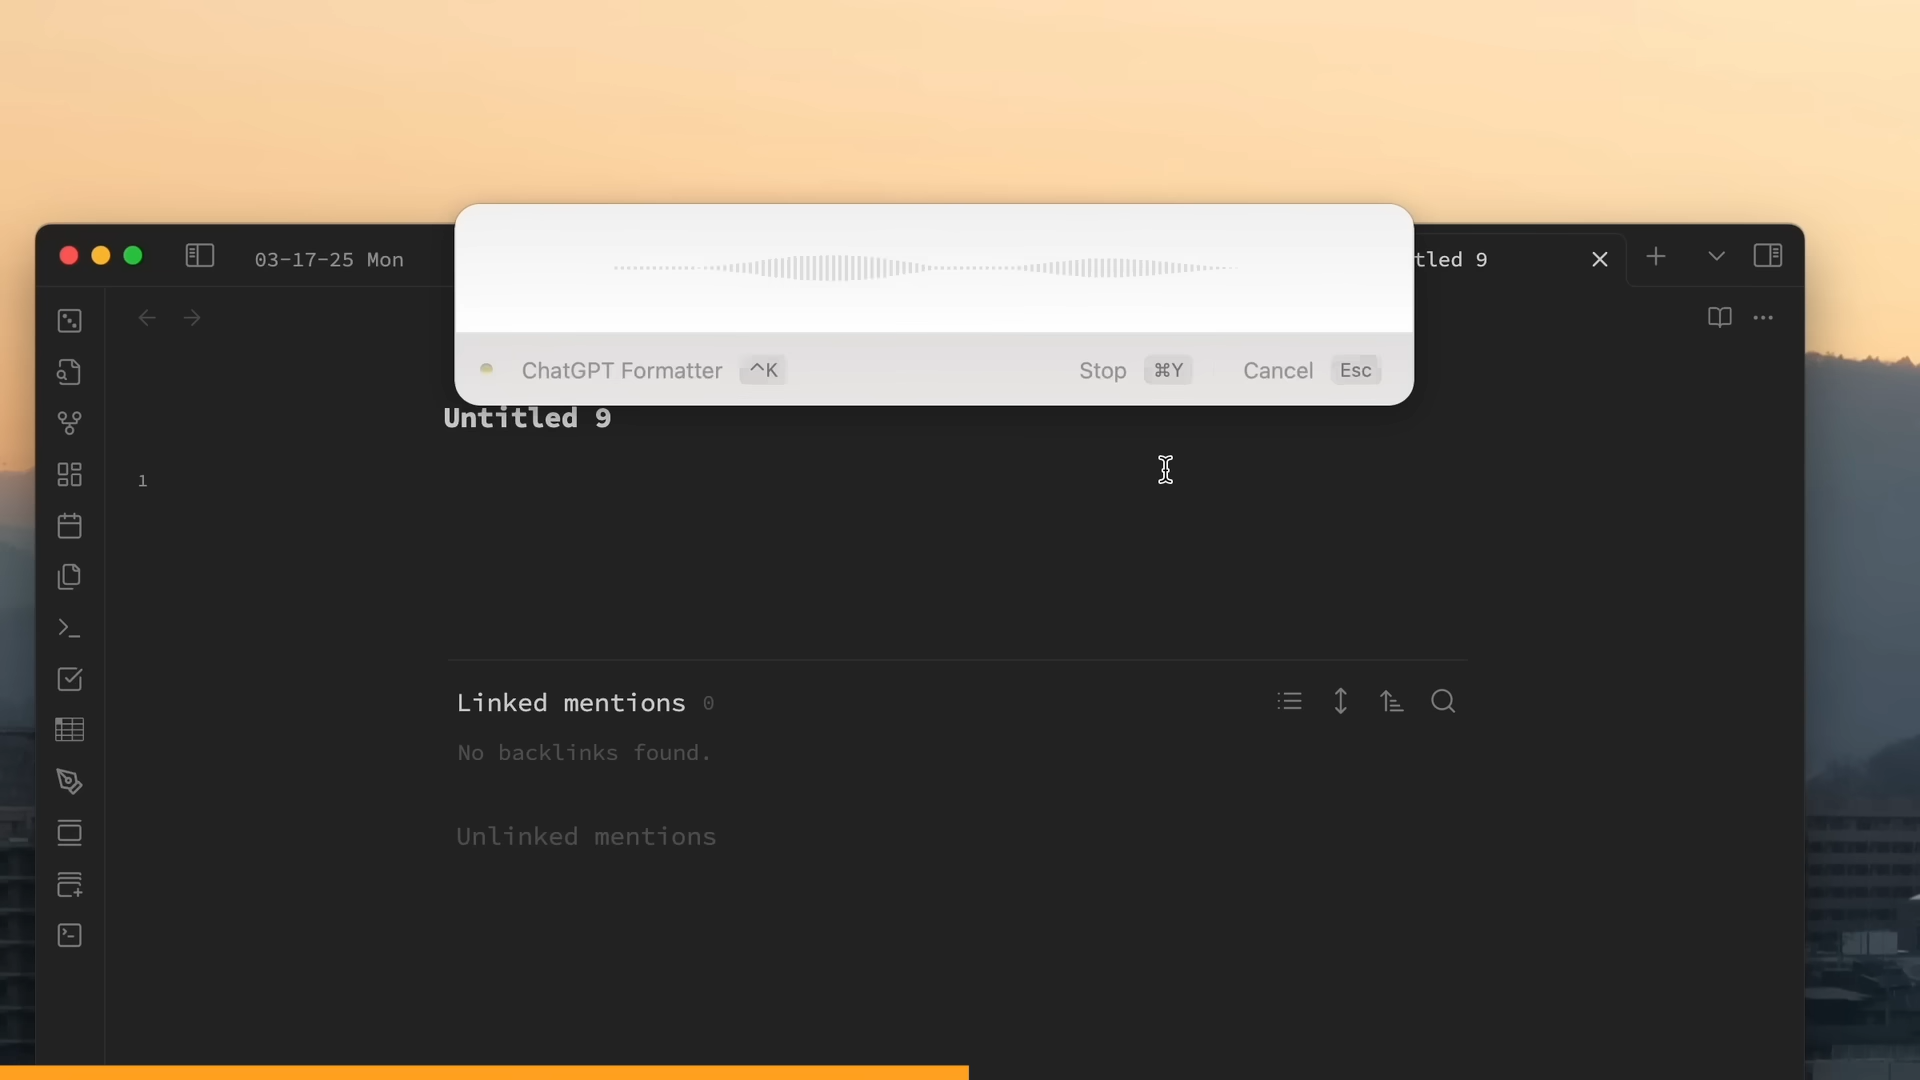 03-17-25 Mon
tled 9
ChatGPT Formatter ^K
Stop ⌘Y Cancel Esc
Untitled 9
1
Linked mentions 0
No backlinks found.
Unlinked mentions